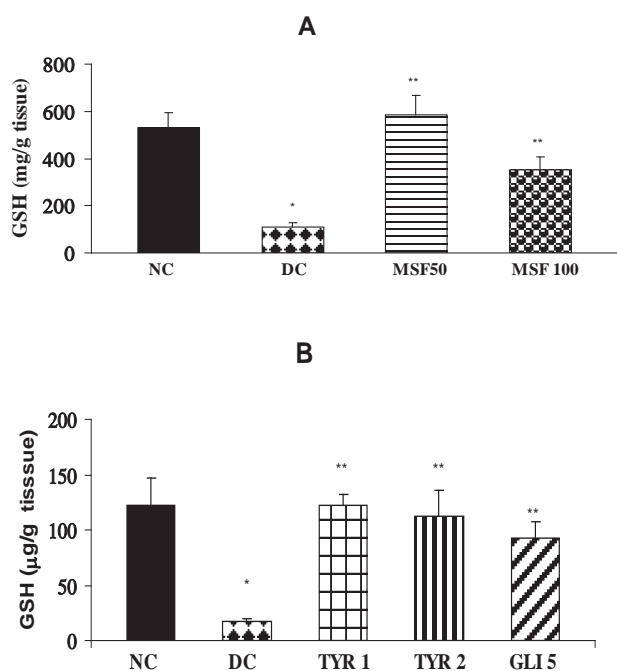 A
GSH (mg/g tissue)
800
600
400
200
0
**
*
**
NC DC MSF50 MSF 100
B
GSH (µg/g tisssue)
200
150
100
50
0
**
**
**
*
NC DC TYR 1 TYR 2 GLI 5